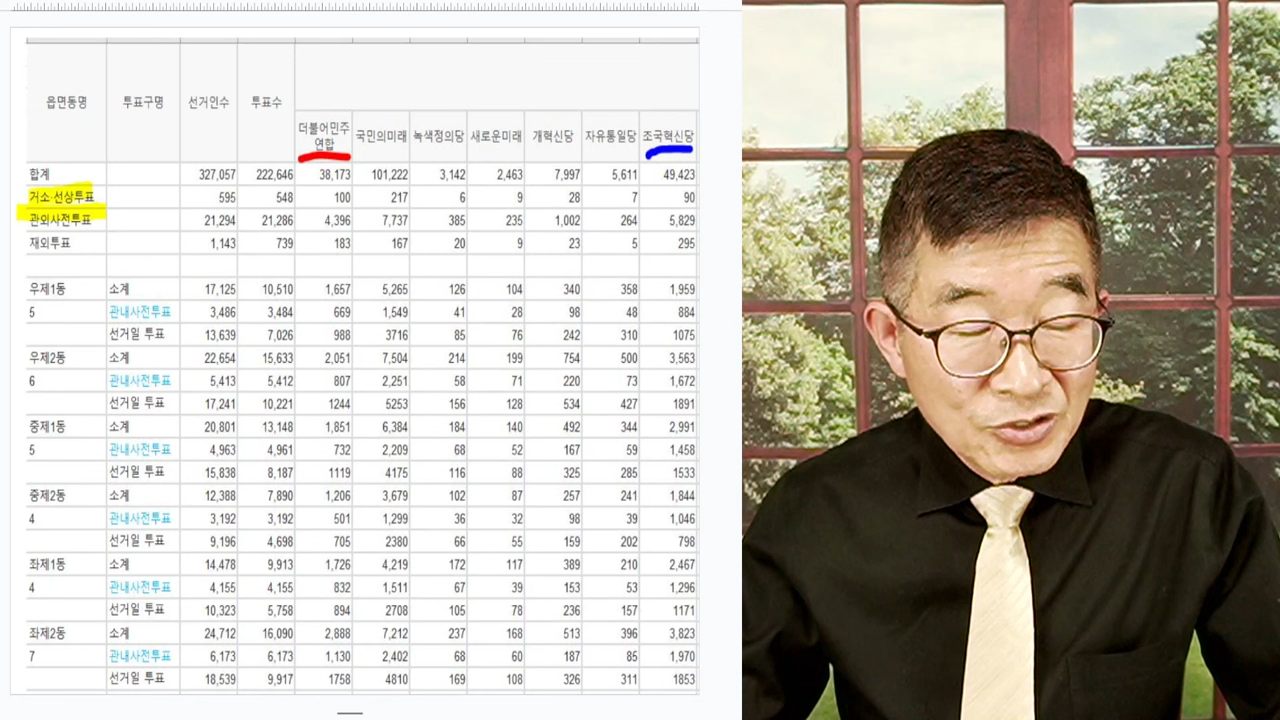 읍면동명 투표구명 선거인수 투표수
더불어민주연합 국민의미래 녹색정의당 새로운미래 개혁신당 자유통일당 조국혁신당
합계 327,057 222,646 38,173 101,222 3,142 2,463 7,997 5,611 49,423
거소·선상투표 595 548 100 217 6 9 28 7 90
관외사전투표 21,294 21,286 4,396 7,737 385 235 1,002 264 5,829
재외투표 1,143 739 183 167 20 9 23 5 295
우제1동 소계 17,125 10,510 1,657 5,265 126 104 340 358 1,959
5 관내사전투표 3,486 3,484 669 1,549 41 28 98 48 884
선거일 투표 13,639 7,026 988 3716 85 76 242 310 1075
우제2동 소계 22,654 15,633 2,051 7,504 214 199 754 500 3,563
6 관내사전투표 5,413 5,412 807 2,251 58 71 220 73 1,672
선거일 투표 17,241 10,221 1244 5253 156 128 534 427 1891
중제1동 소계 20,801 13,148 1,851 6,384 184 140 492 344 2,991
5 관내사전투표 4,963 4,961 732 2,209 68 52 167 59 1,458
선거일 투표 15,838 8,187 1119 4175 116 88 325 285 1533
중제2동 소계 12,388 7,890 1,206 3,679 102 87 257 241 1,844
4 관내사전투표 3,192 3,192 501 1,299 36 32 98 39 1,046
선거일 투표 9,196 4,698 705 2380 66 55 159 202 798
좌제1동 소계 14,478 9,913 1,726 4,219 172 117 389 210 2,467
4 관내사전투표 4,155 4,155 832 1,511 67 39 153 53 1,296
선거일 투표 10,323 5,758 894 2708 105 78 236 157 1171
좌제2동 소계 24,712 16,090 2,888 7,212 237 168 513 396 3,823
7 관내사전투표 6,173 6,173 1,130 2,402 68 60 187 85 1,970
선거일 투표 18,539 9,917 1758 4810 169 108 326 311 1853